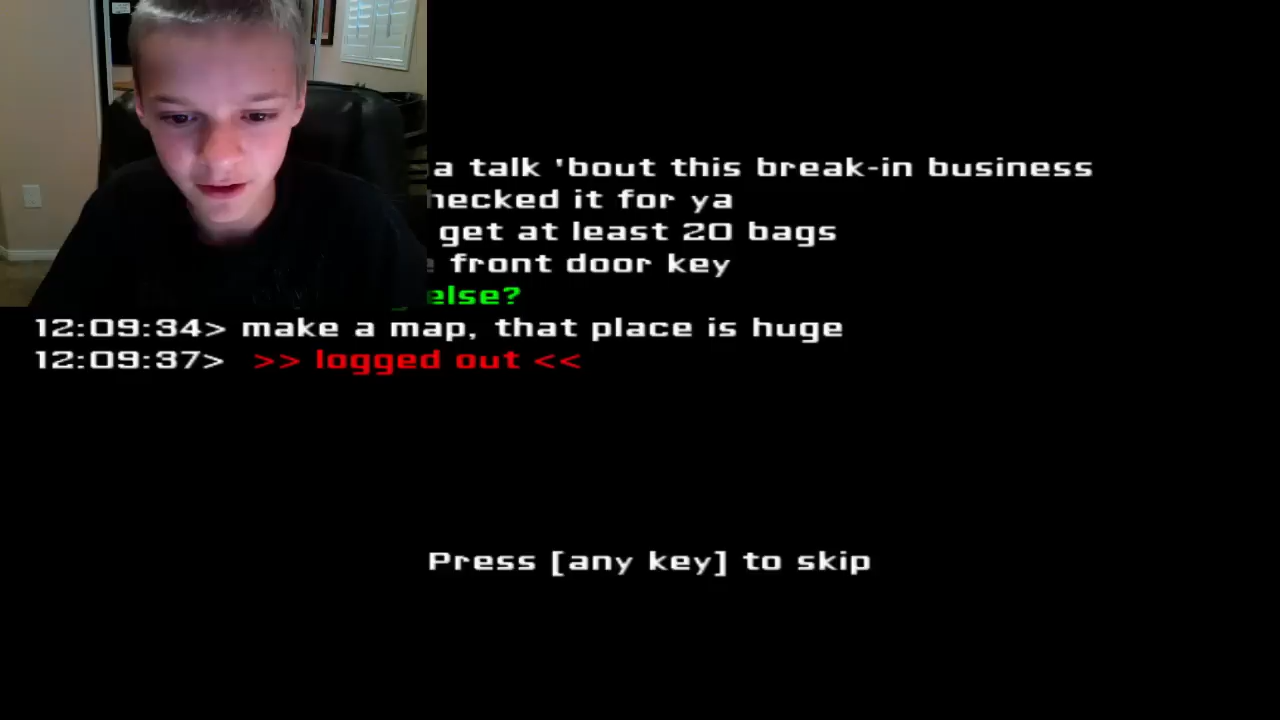 a talk 'bout this break-in business
hecked it for ya
get at least 20 bags
front door key
else?
12:09:34> make a map, that place is huge
12:09:37> >> logged out <<
Press [any key] to skip